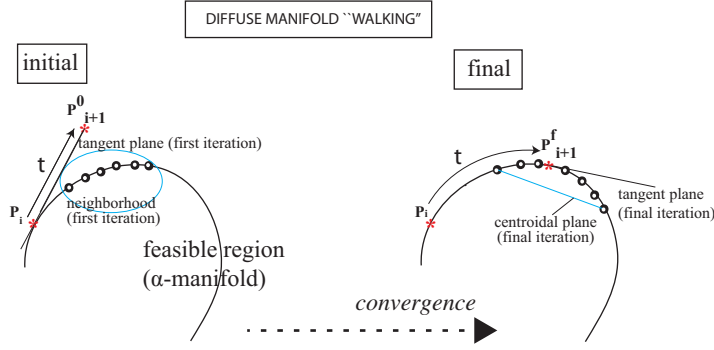 DIFFUSE MANIFOLD ``WALKING"
initial
P⁰ i+1
tangent plane (first iteration)
t
neighborhood
(first iteration)
P i
feasible region
(α-manifold)
final
P f i+1
t
P i
tangent plane
(final iteration)
centroidal plane
(final iteration)
convergence